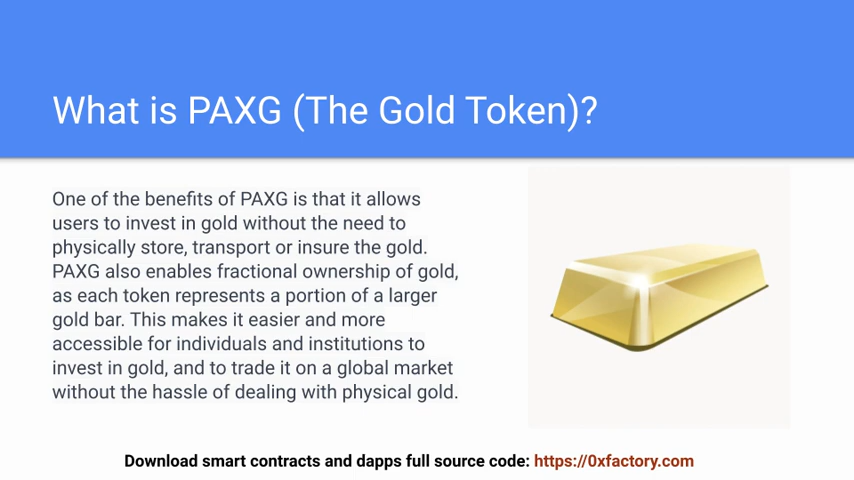 What is PAXG (The Gold Token)?
One of the benefits of PAXG is that it allows
users to invest in gold without the need to
physically store, transport or insure the gold.
PAXG also enables fractional ownership of gold,
as each token represents a portion of a larger
gold bar. This makes it easier and more
accessible for individuals and institutions to
invest in gold, and to trade it on a global market
without the hassle of dealing with physical gold.
Download smart contracts and dapps full source code: https://0xfactory.com